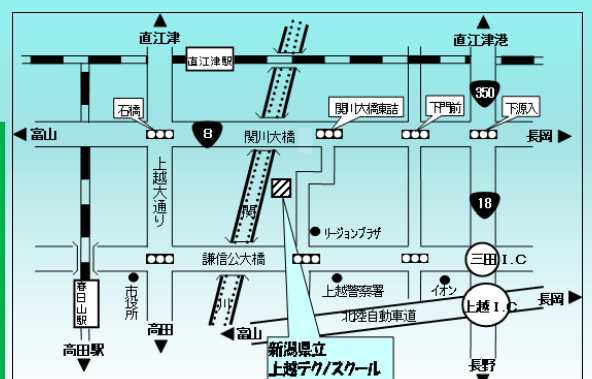 直江津
直江津港
直江津駅
350
石橋
関川大橋東詰
下門前
下源入
富山
8
関川大橋
長岡
上越大通り
18
関
リージョンプラザ
謙信公大橋
三田 I.C
市役所
上越警察署
イオン
春日山駅
川
上越 I.C
長岡
北陸自動車道
高田
富山
高田駅
新潟県立
上越テクノスクール
長野